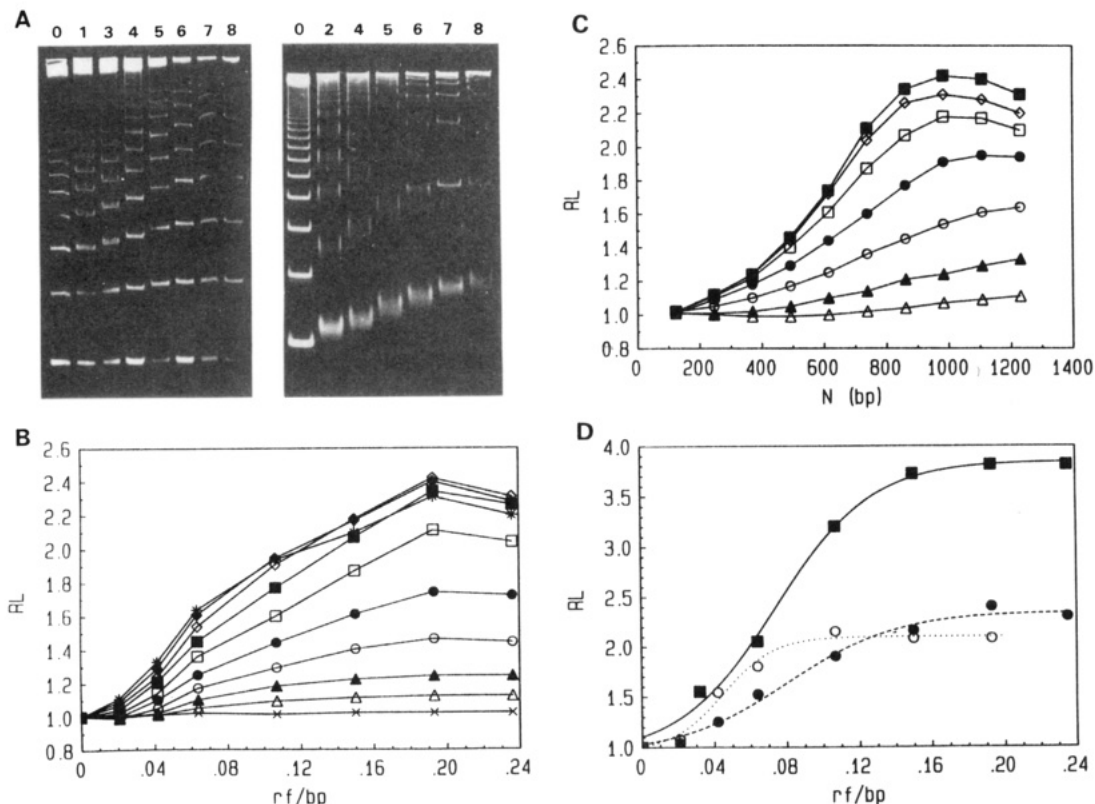 A
0 1 3 4 5 6 7 8
0 2 4 5 6 7 8
B
2.6
2.4
2.2
2.0
1.8
1.6
1.4
1.2
1.0
0.8
RL
0 .04 .08 .12 .16 .20 .24
rf/bp
C
2.6
2.4
2.2
2.0
1.8
1.6
1.4
1.2
1.0
0.8
RL
0 200 400 600 800 1000 1200 1400
N (bp)
D
4.0
3.5
3.0
2.5
2.0
1.5
1.0
RL
0 .04 .08 .12 .16 .20 .24
rf/bp